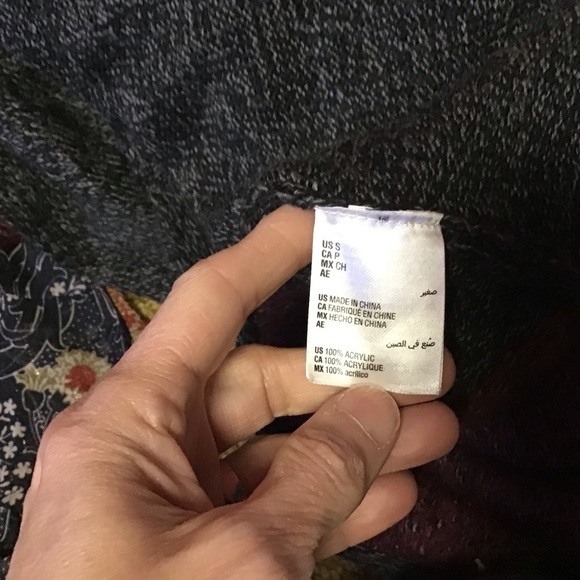 US S
CA P
MX CH
AE
صغير
US MADE IN CHINA
CA FABRIQUÉ EN CHINE
MX HECHO EN CHINA
AE
صُنع في الصين
US 100% ACRYLIC
CA 100% ACRYLIQUE
MX 100% acrílico